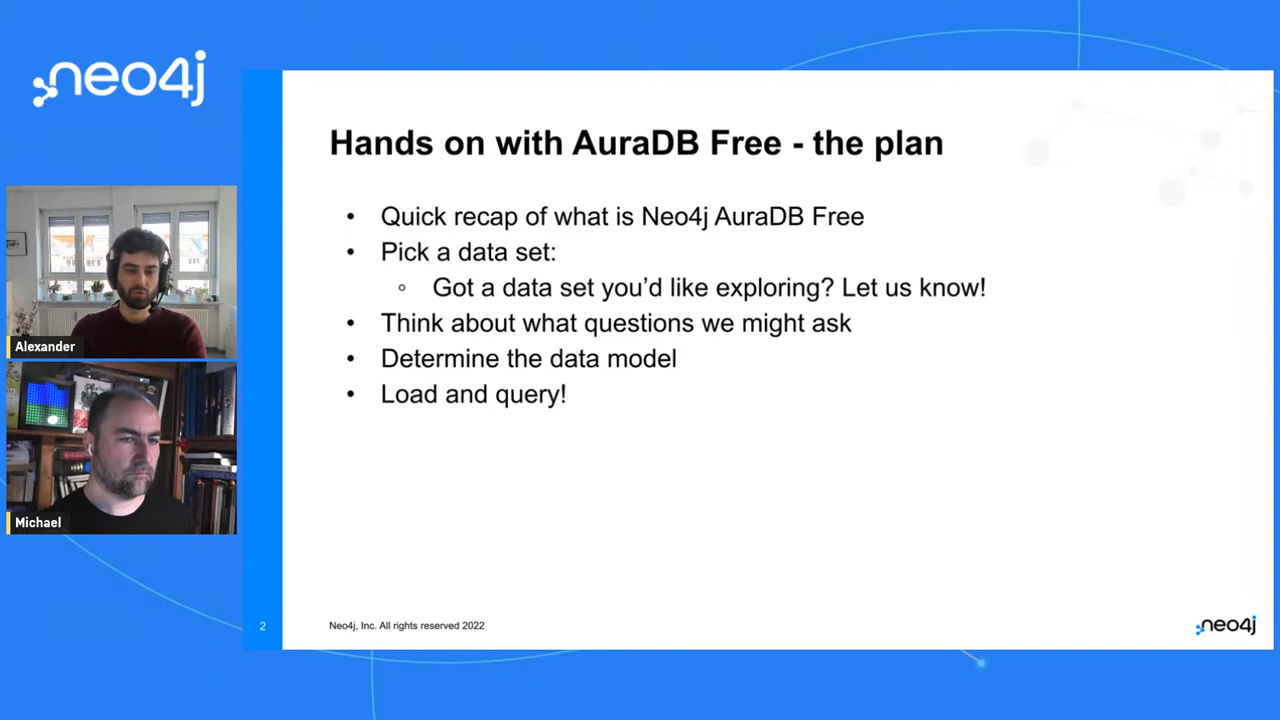 neo4j
Hands on with AuraDB Free - the plan
• Quick recap of what is Neo4j AuraDB Free
• Pick a data set:
◦ Got a data set you’d like exploring? Let us know!
• Think about what questions we might ask
• Determine the data model
• Load and query!
Alexander
Michael
2
Neo4j, Inc. All rights reserved 2022
neo4j